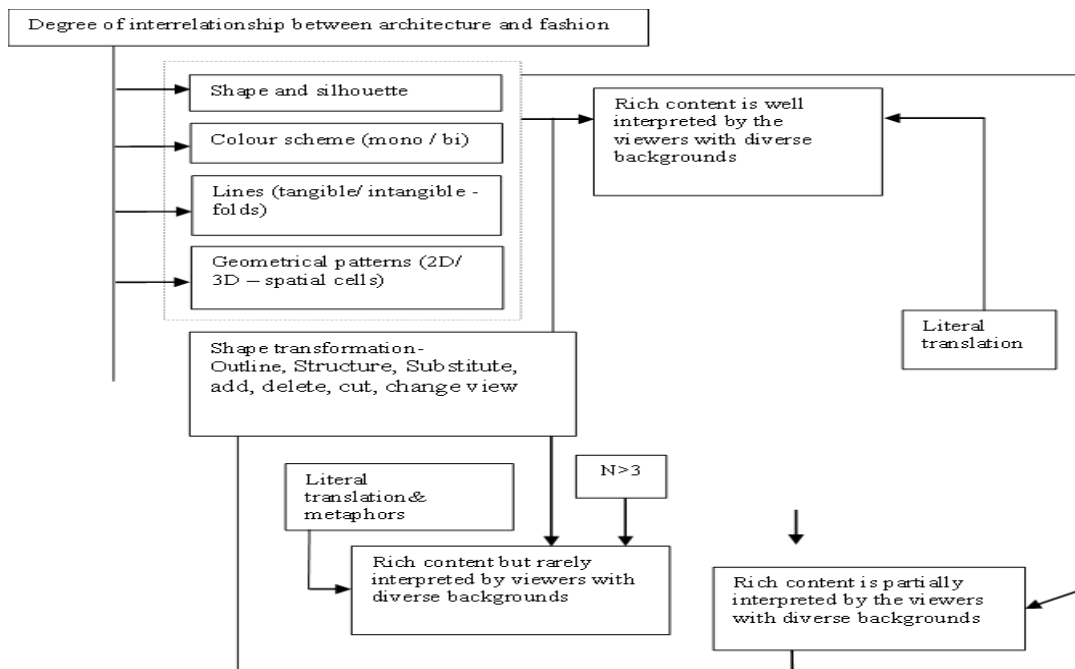 Degree of interrelationship between architecture and fashion
Shape and silhouette
Colour scheme (mono / bi)
Lines (tangible/ intangible -
folds)
Geometrical patterns (2D/
3D – spatial cells)
Rich content is well
interpreted by the
viewers with diverse
backgrounds
Literal
translation
Shape transformation-
Outline, Structure, Substitute,
add, delete, cut, change view
Literal
translation&
metaphors
N>3
Rich content but rarely
interpreted by viewers with
diverse backgrounds
Rich content is partially
interpreted by the viewers
with diverse backgrounds